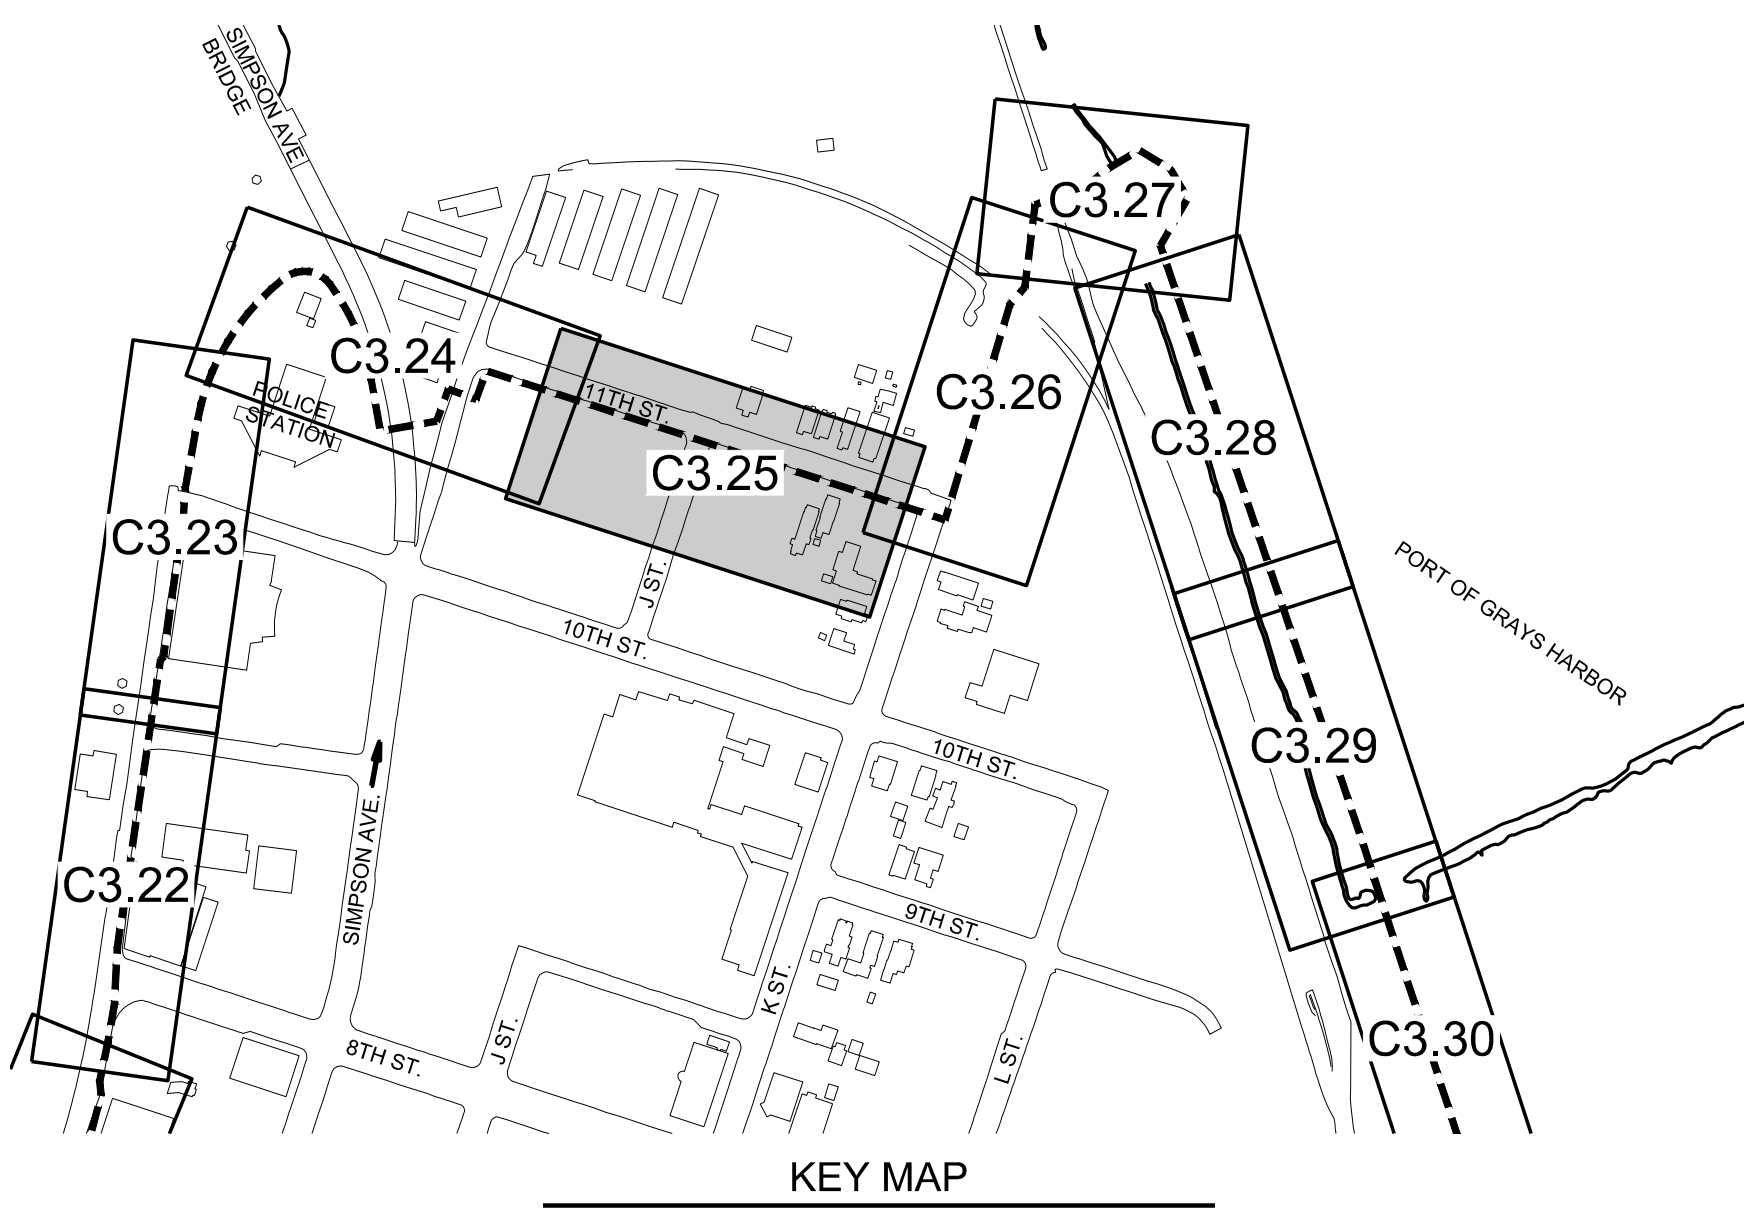 SIMPSON AVE
BRIDGE
C3.27
C3.24
C3.26
POLICE
STATION
11TH ST.
C3.25
C3.28
C3.23
J ST.
10TH ST.
PORT OF GRAYS HARBOR
C3.29
10TH ST.
C3.22
SIMPSON AVE.
9TH ST.
K ST.
J ST.
8TH ST.
L ST.
C3.30
KEY MAP